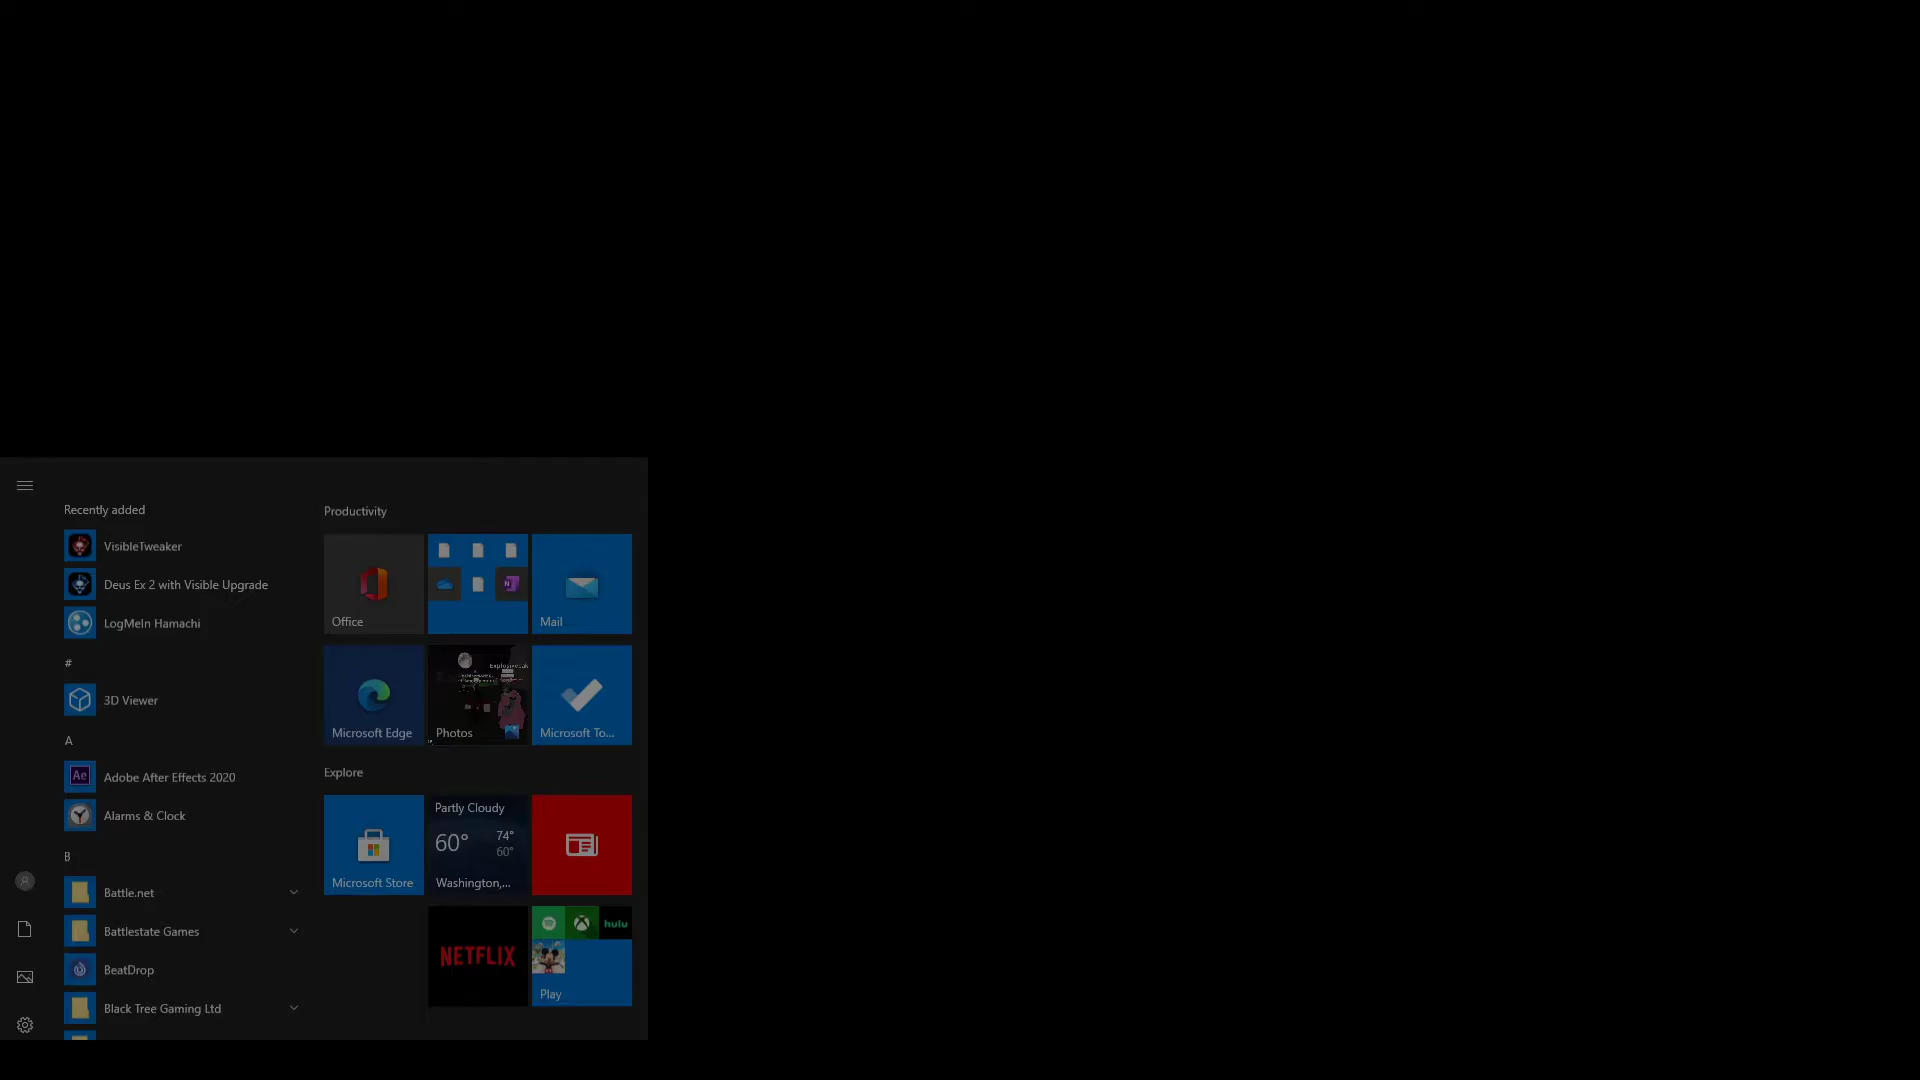 Recently added
VisibleTweaker
Deus Ex 2 with Visible Upgrade
LogMeIn Hamachi
#
3D Viewer
A
Ae
Adobe After Effects 2020
Alarms & Clock
B
Battle.net
Battlestate Games
BeatDrop
Black Tree Gaming Ltd
Productivity
Office
N
Mail
Microsoft Edge
Photos
Microsoft To...
Explore
Microsoft Store
Partly Cloudy
60° 74°
60°
Washington,...
NETFLIX
hulu
Play